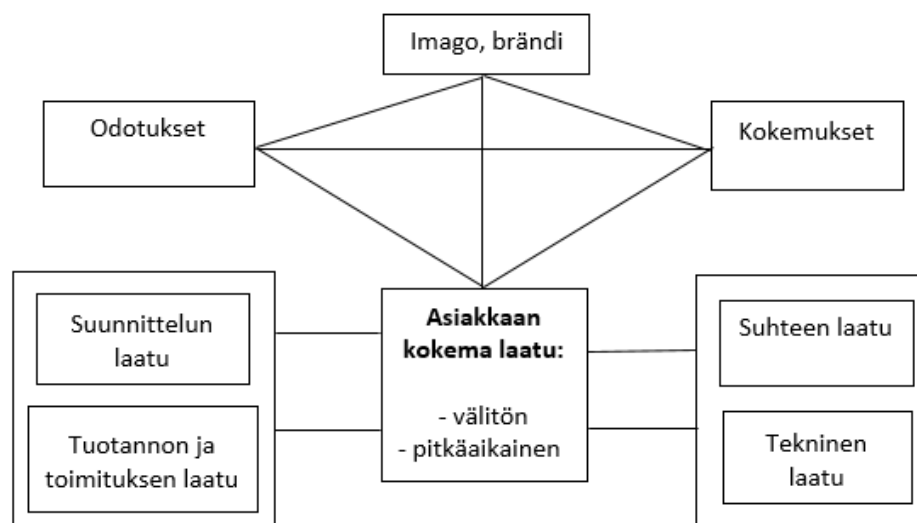 Imago, brändi
Odotukset
Kokemukset
Suunnittelun
laatu
Tuotannon ja
toimituksen laatu
Asiakkaan
kokema laatu:
- välitön
- pitkäaikainen
Suhteen laatu
Tekninen
laatu